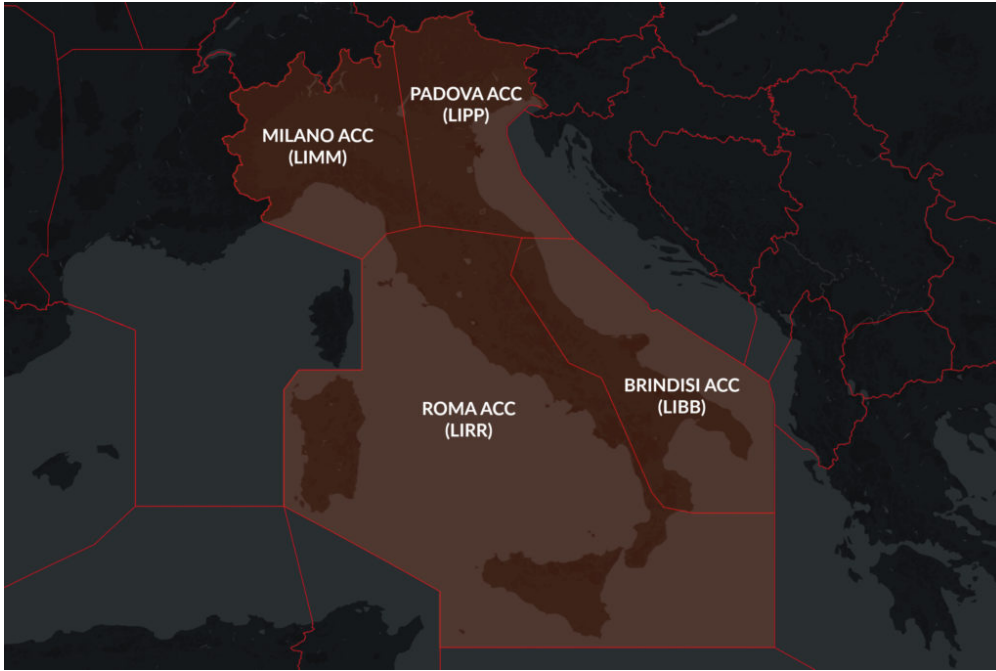 PADOVA ACC
(LIPP)
MILANO ACC
(LIMM)
BRINDISI ACC
(LIBB)
ROMA ACC
(LIRR)